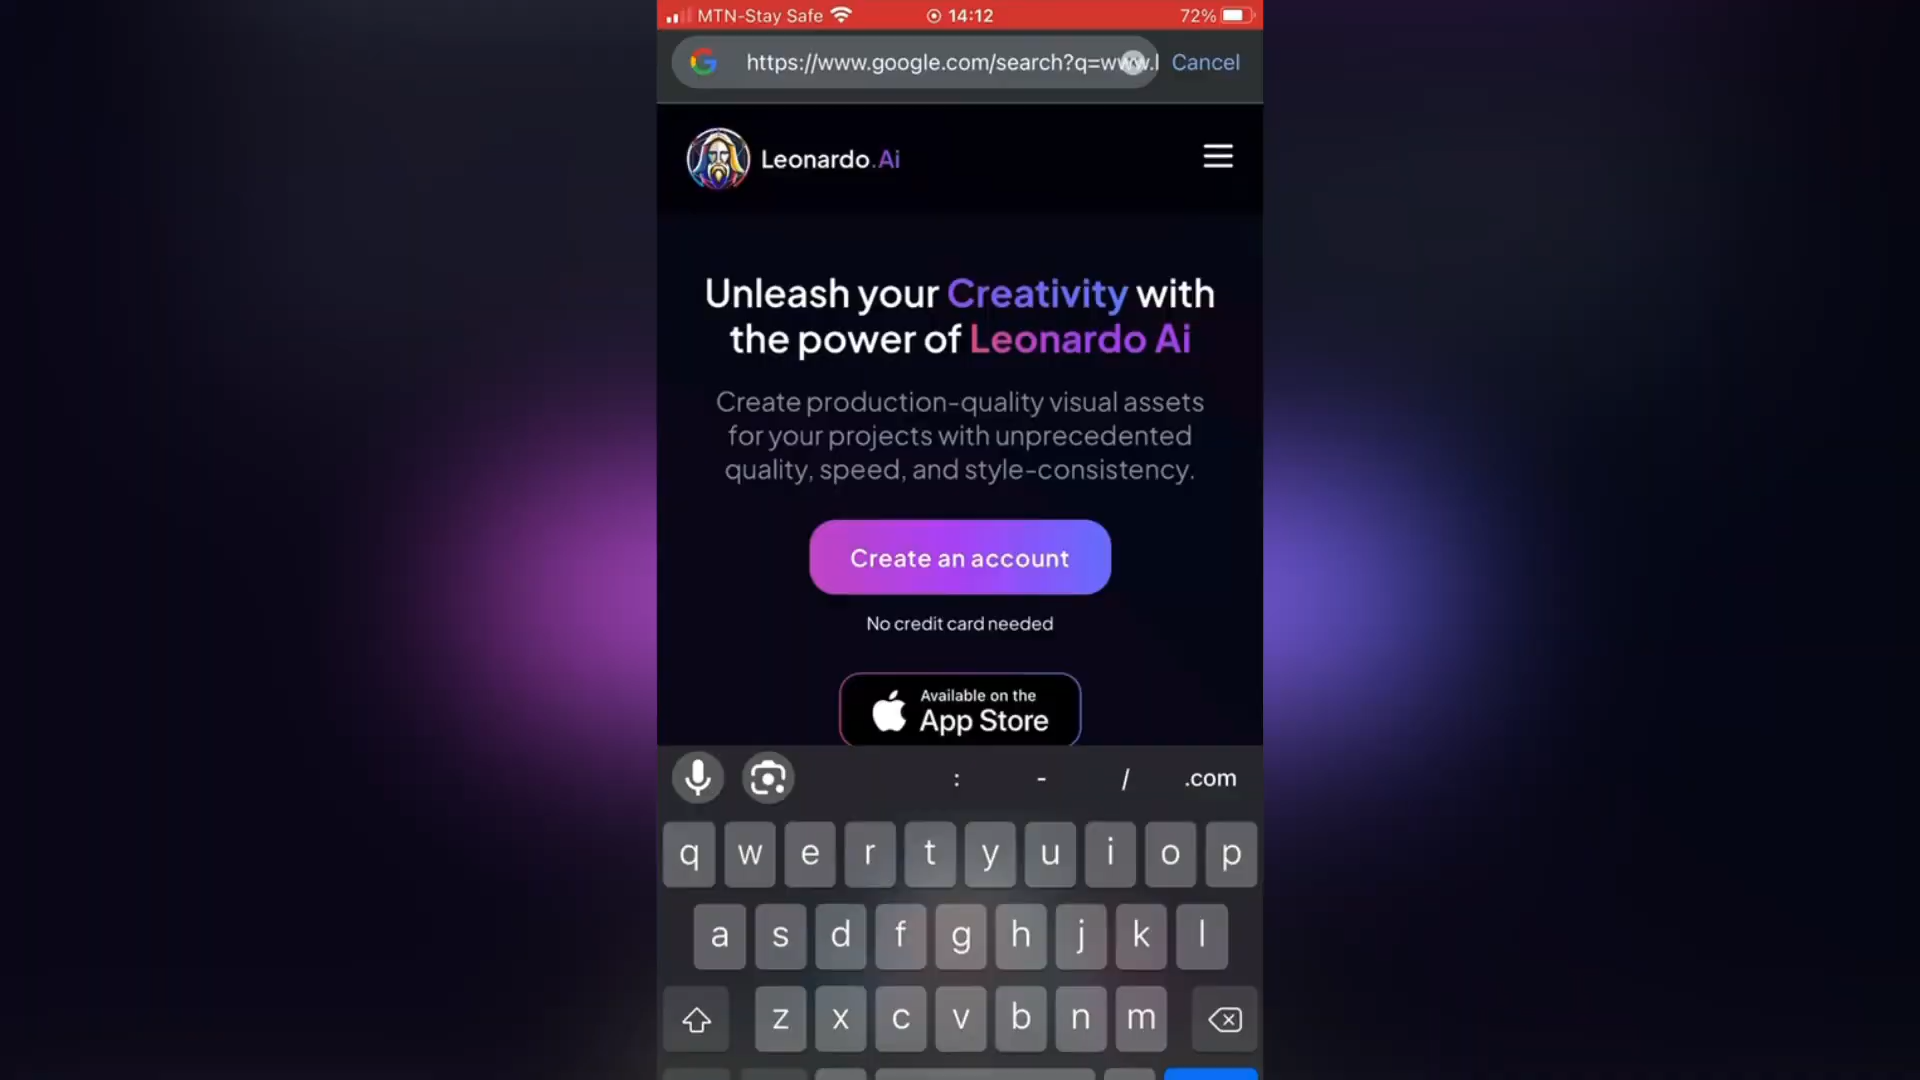 MTN-Stay Safe 14:12 72%
https://www.google.com/search?q=www.l Cancel
Leonardo.Ai
Unleash your Creativity with
the power of Leonardo Ai
Create production-quality visual assets
for your projects with unprecedented
quality, speed, and style-consistency.
Create an account
No credit card needed
Available on the
App Store
: - / .com
q w e r t y u i o p
a s d f g h j k l
z x c v b n m